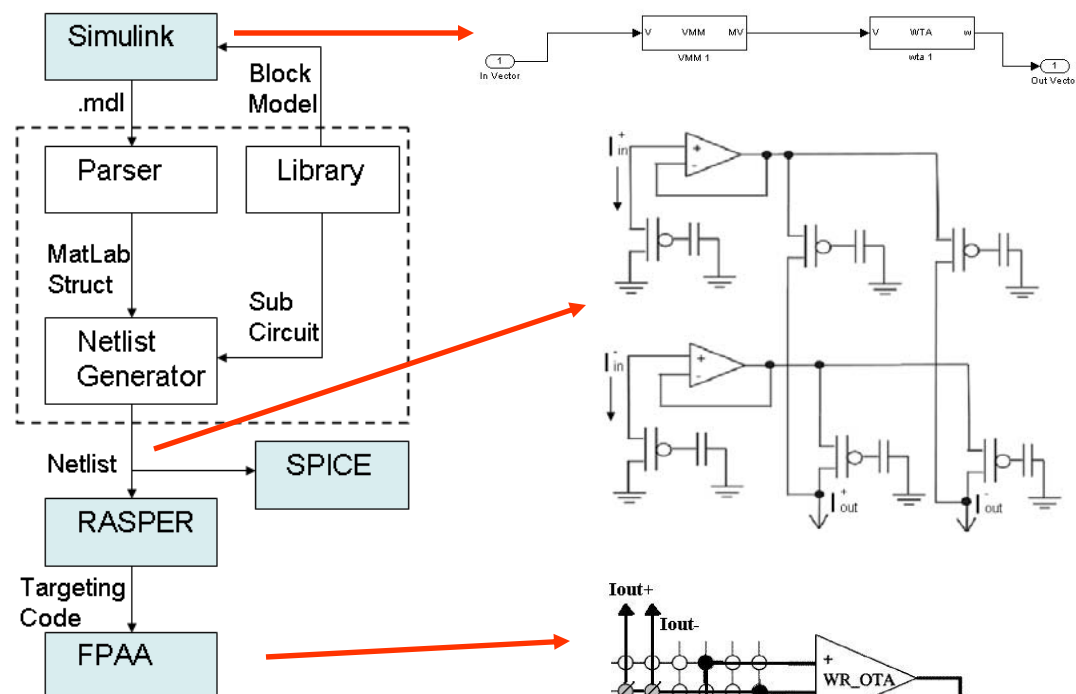 Simulink
.mdl
Block
Model
Parser
Library
MatLab
Struct
Sub
Circuit
Netlist
Generator
Netlist
SPICE
RASPER
Targeting
Code
FPAA
1
In Vector
V VMM MV
VMM 1
V WTA w
wta 1
1
Out Vecto
I in +
+
-
I in -
+
-
I out +
I out -
Iout+
Iout-
+
WR_OTA